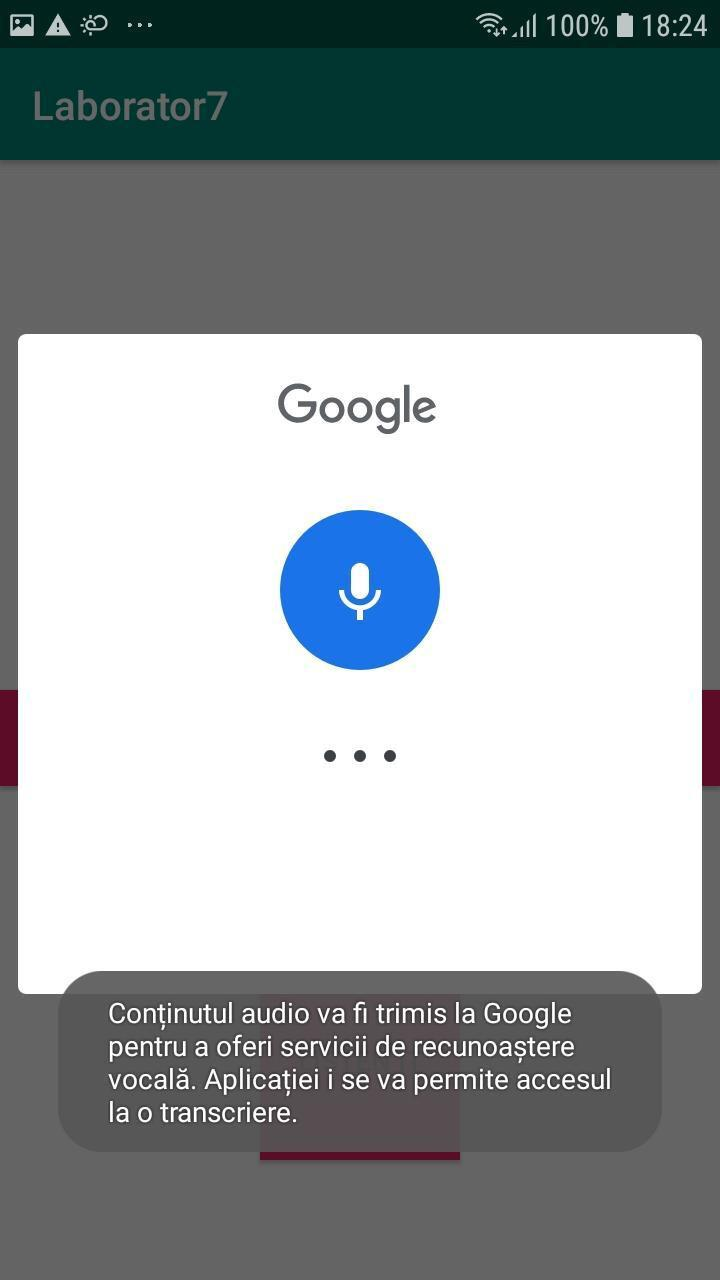 100% 18:24
Laborator7
Google
Conținutul audio va fi trimis la Google
pentru a oferi servicii de recunoaștere
vocală. Aplicației i se va permite accesul
la o transcriere.